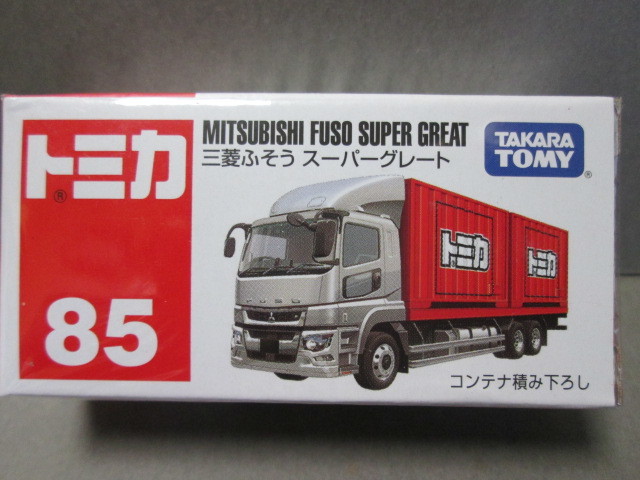 トミカ
®
85
MITSUBISHI FUSO SUPER GREAT
三菱ふそう スーパーグレート
TAKARA
TOMY
®
トミカ
トミカ
FUSO
コンテナ積み下ろし